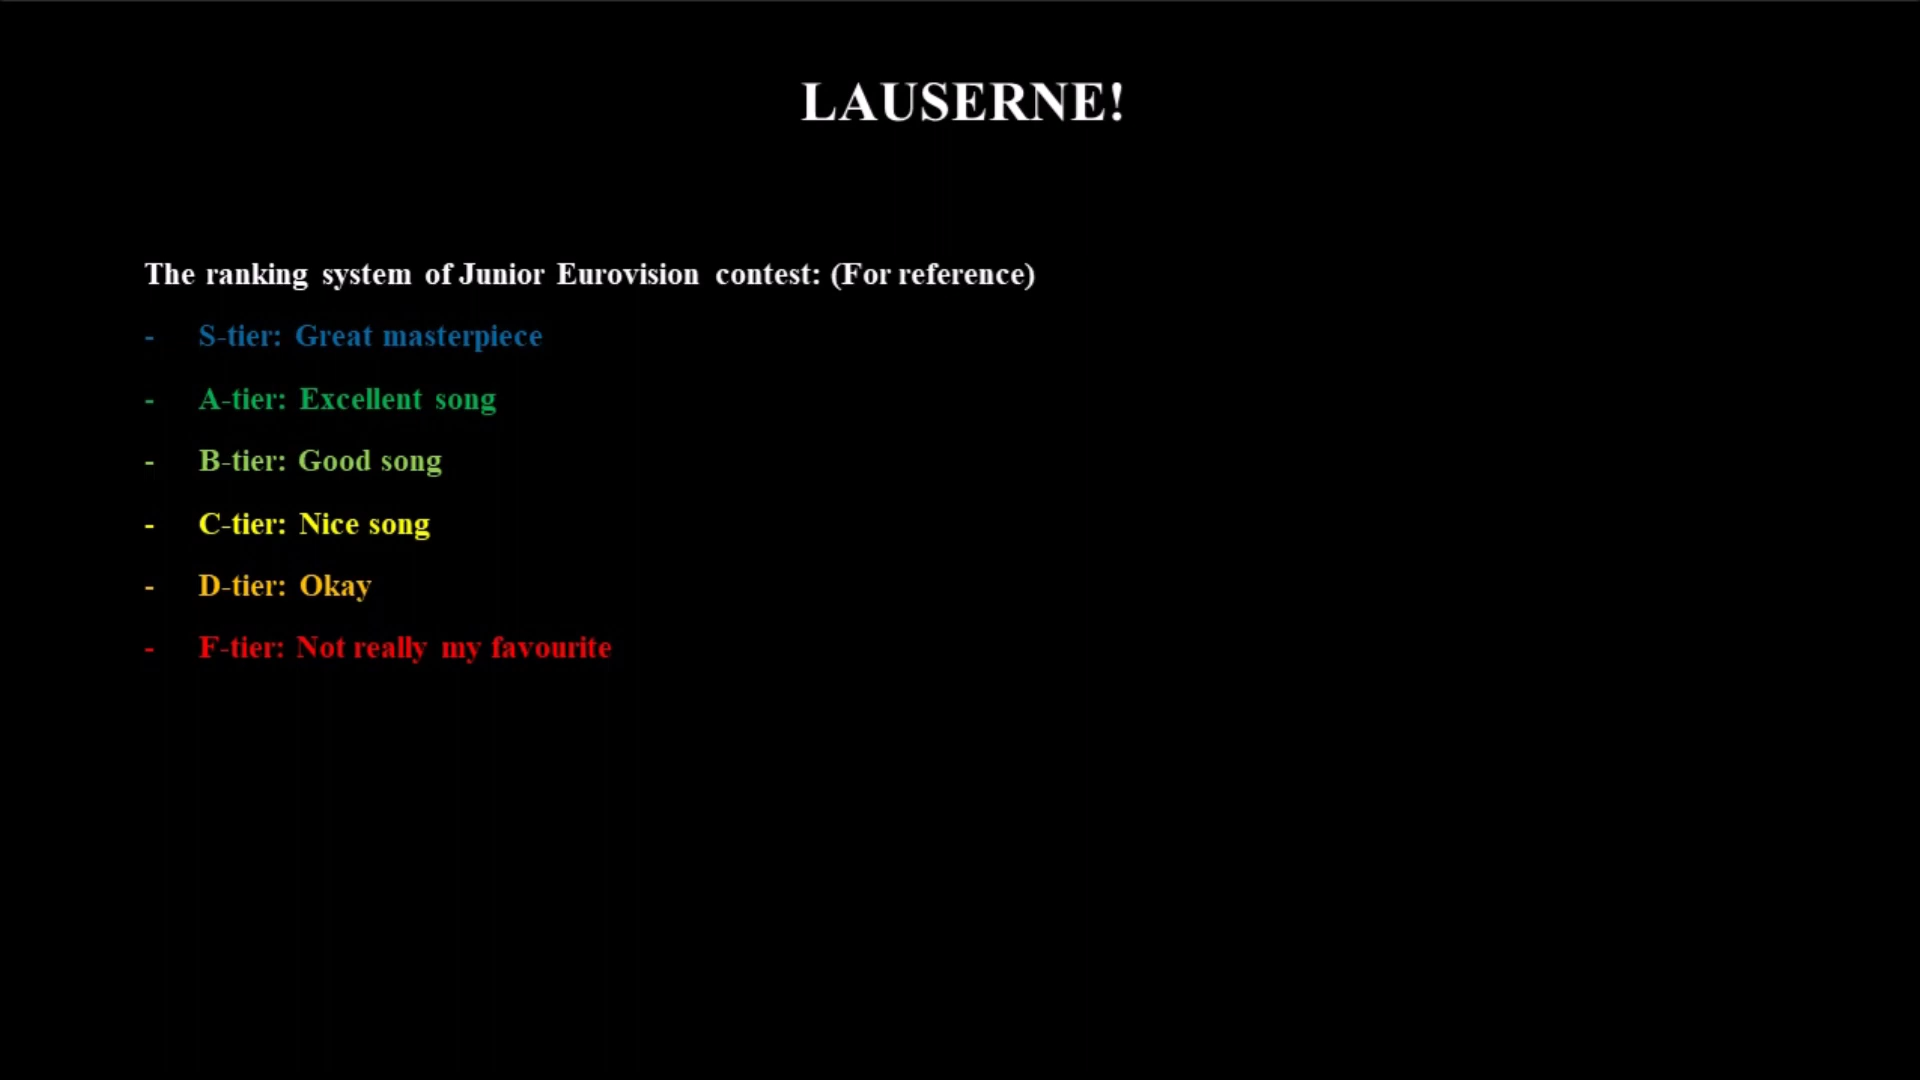 LAUSERNE!
The ranking system of Junior Eurovision contest: (For reference)
- S-tier: Great masterpiece
- A-tier: Excellent song
- B-tier: Good song
- C-tier: Nice song
- D-tier: Okay
- F-tier: Not really my favourite